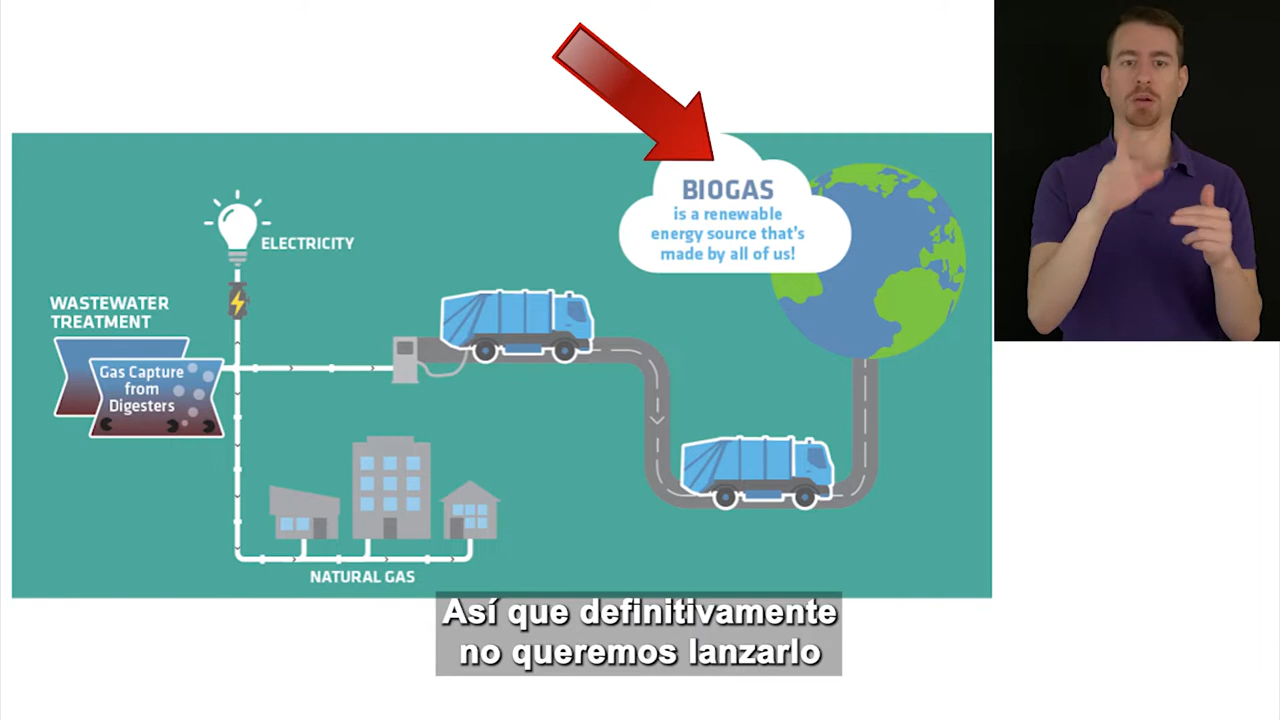 BIOGAS
is a renewable
energy source that's
made by all of us!
ELECTRICITY
WASTEWATER
TREATMENT
Gas Capture
from
Digesters
NATURAL GAS
Así que definitivamente
no queremos lanzarlo